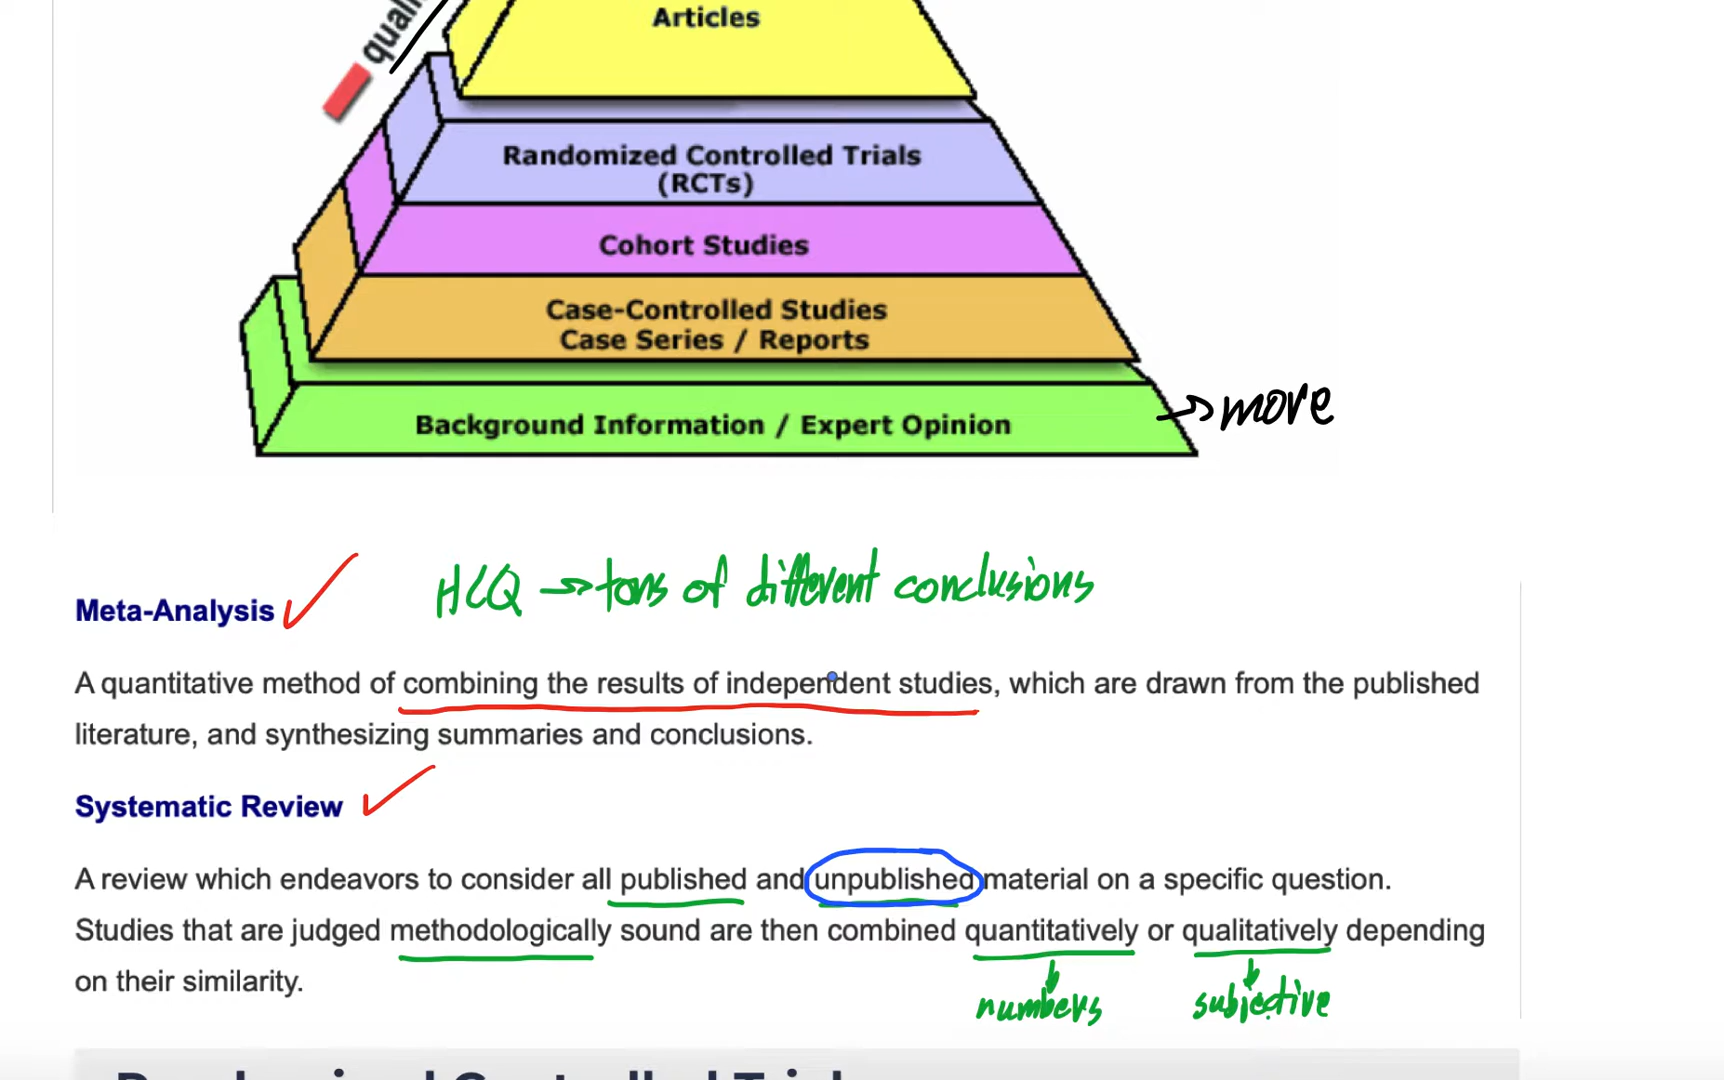 Articles
Randomized Controlled Trials
(RCTs)
Cohort Studies
Case-Controlled Studies
Case Series / Reports
Background Information / Expert Opinion
more
HCQ → tons of different conclusions
Meta-Analysis
A quantitative method of combining the results of independent studies, which are drawn from the published
literature, and synthesizing summaries and conclusions.
Systematic Review
A review which endeavors to consider all published and unpublished material on a specific question.
Studies that are judged methodologically sound are then combined quantitatively or qualitatively depending
on their similarity.
numbers subjective